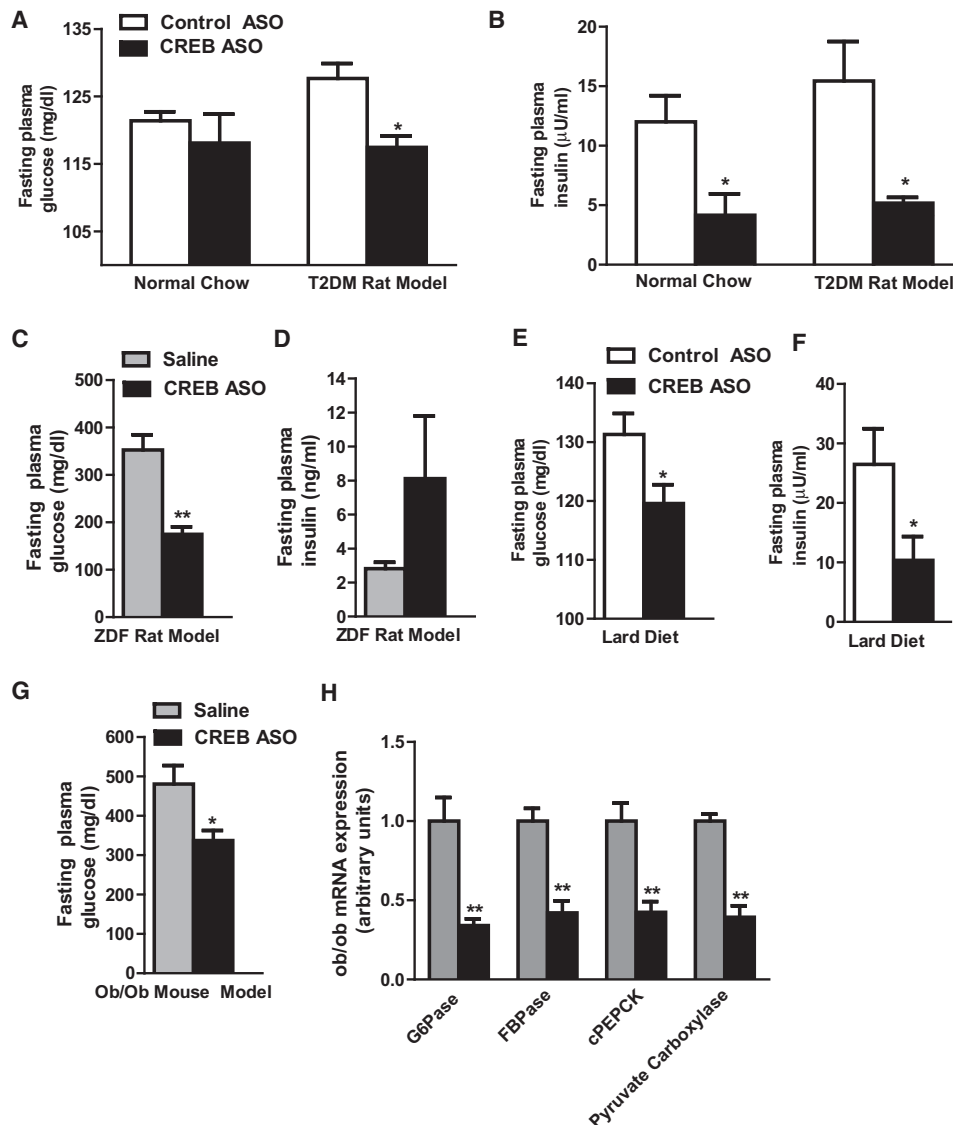 A
Control ASO
CREB ASO
Fasting plasma
glucose (mg/dl)
135
125
115
105
*
Normal Chow
T2DM Rat Model
B
Fasting plasma
insulin (μU/ml)
20
15
10
5
0
*
*
Normal Chow
T2DM Rat Model
C
Saline
CREB ASO
Fasting plasma
glucose (mg/dl)
500
400
300
200
100
0
**
ZDF Rat Model
D
Fasting plasma
insulin (ng/ml)
14
12
10
8
6
4
2
0
ZDF Rat Model
E
Control ASO
CREB ASO
Fasting plasma
glucose (mg/dl)
140
130
120
110
100
*
Lard Diet
F
Fasting plasma
insulin (μU/ml)
40
30
20
10
0
*
Lard Diet
G
Saline
CREB ASO
Fasting plasma
glucose (mg/dl)
600
500
400
300
200
100
0
*
Ob/Ob Mouse Model
H
ob/ob mRNA expression
(arbitrary units)
1.5
1.0
0.5
0.0
**
**
**
**
G6Pase
FBPase
cPEPCK
Pyruvate Carboxylase